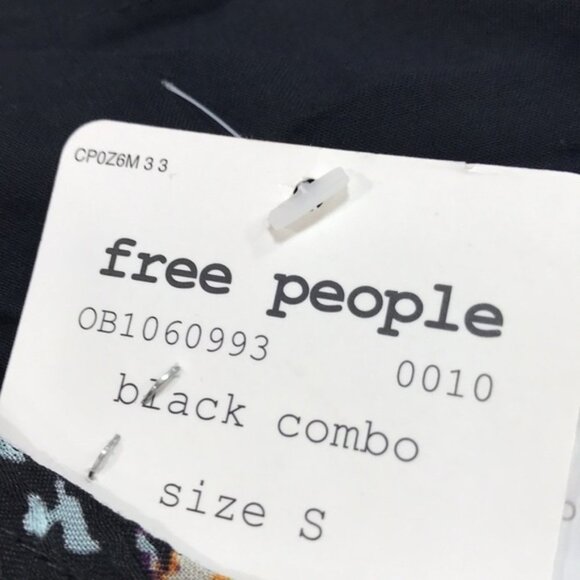 CP0Z6M 3 3
free people
OB1060993 0010
black combo
size S